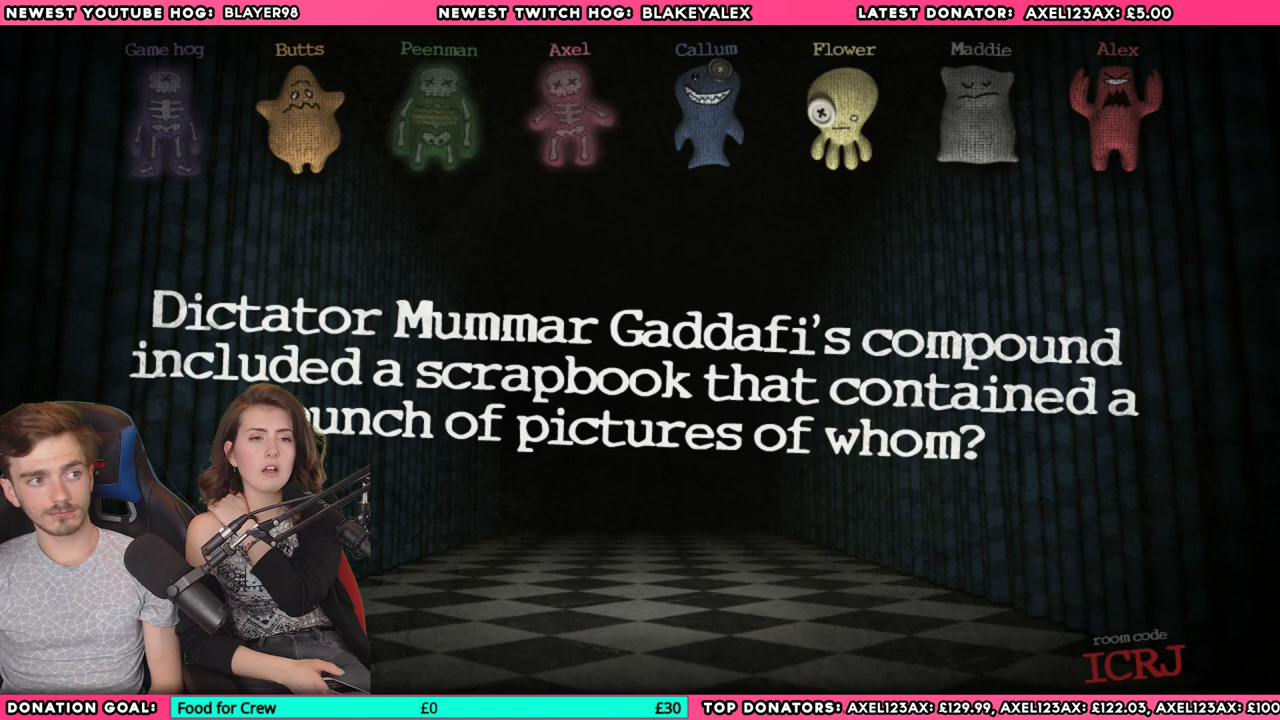 NEWEST YOUTUBE HOG: BLAYER98 NEWEST TWITCH HOG: BLAKEYALEX LATEST DONATOR: AXEL123AX: £5.00
Game hog Butts Peenman Axel Callum Flower Maddie Alex
Dictator Mummar Gaddafi's compound
included a scrapbook that contained a
of pictures of whom?
room code
ICRJ
DONATION GOAL: Food for Crew £0 £30 TOP DONATORS: AXEL123AX: £129.99, AXEL123AX: £122.03, AXEL123AX: £100